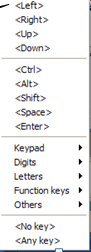 <Left>
<Right>
<Up>
<Down>
<Ctrl>
<Alt>
<Shift>
<Space>
<Enter>
Keypad
Digits
Letters
Function keys
Others
<No key>
<Any key>